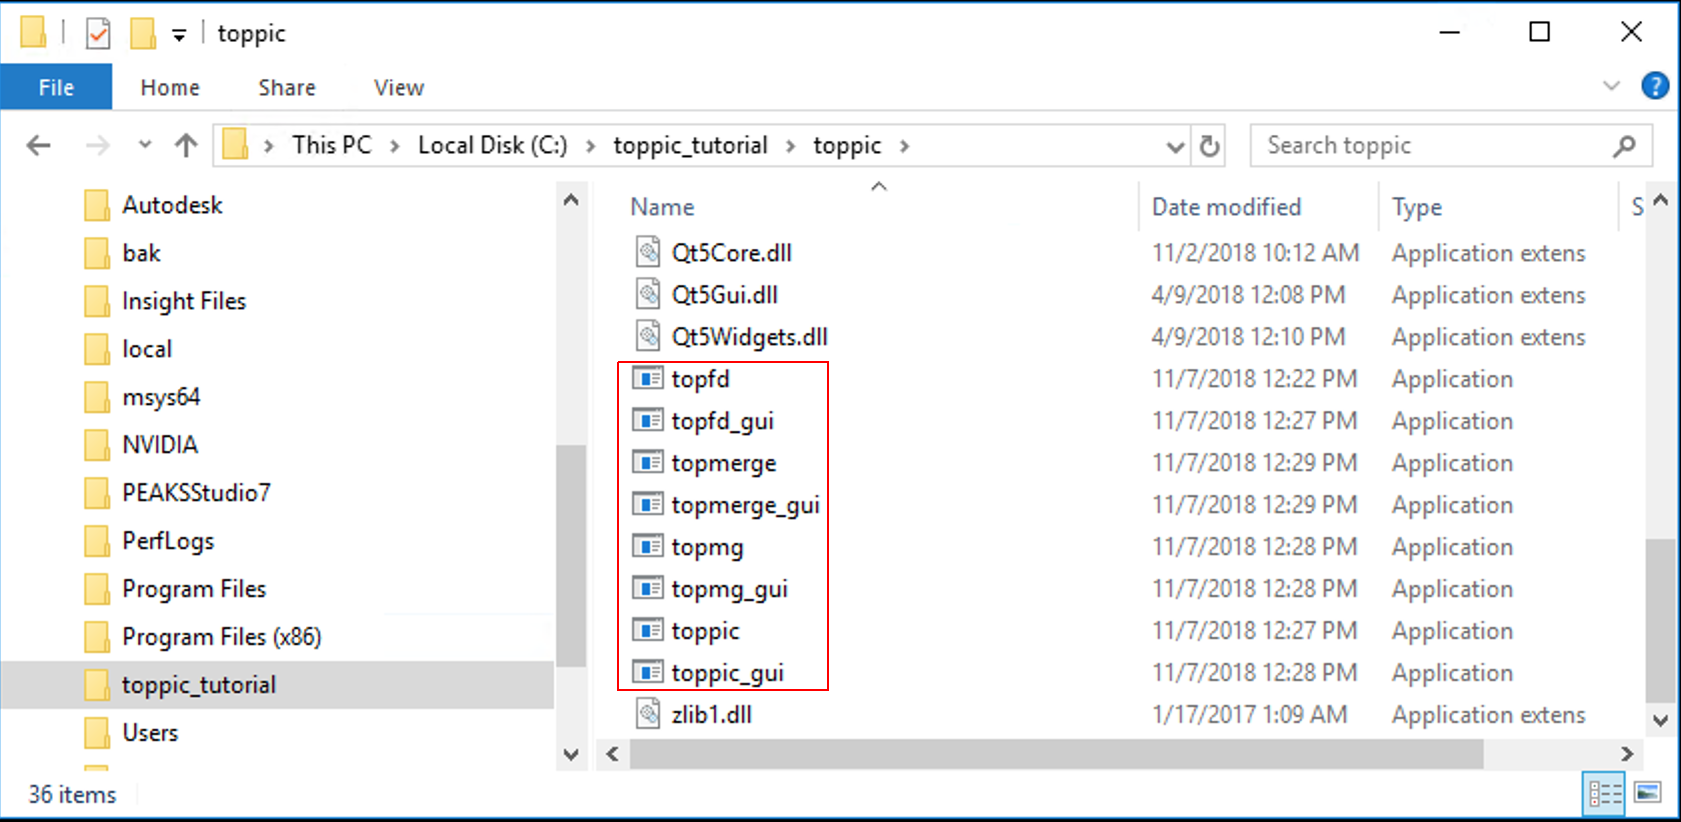 toppic
File Home Share View
?
This PC Local Disk (C:) toppic_tutorial toppic
Search toppic
Autodesk
bak
Insight Files
local
msys64
NVIDIA
PEAKSStudio7
PerfLogs
Program Files
Program Files (x86)
toppic_tutorial
Users
Name Date modified Type S
Qt5Core.dll 11/2/2018 10:12 AM Application extens
Qt5Gui.dll 4/9/2018 12:08 PM Application extens
Qt5Widgets.dll 4/9/2018 12:10 PM Application extens
topfd 11/7/2018 12:22 PM Application
topfd_gui 11/7/2018 12:27 PM Application
topmerge 11/7/2018 12:29 PM Application
topmerge_gui 11/7/2018 12:29 PM Application
topmg 11/7/2018 12:28 PM Application
topmg_gui 11/7/2018 12:28 PM Application
toppic 11/7/2018 12:27 PM Application
toppic_gui 11/7/2018 12:28 PM Application
zlib1.dll 1/17/2017 1:09 AM Application extens
36 items